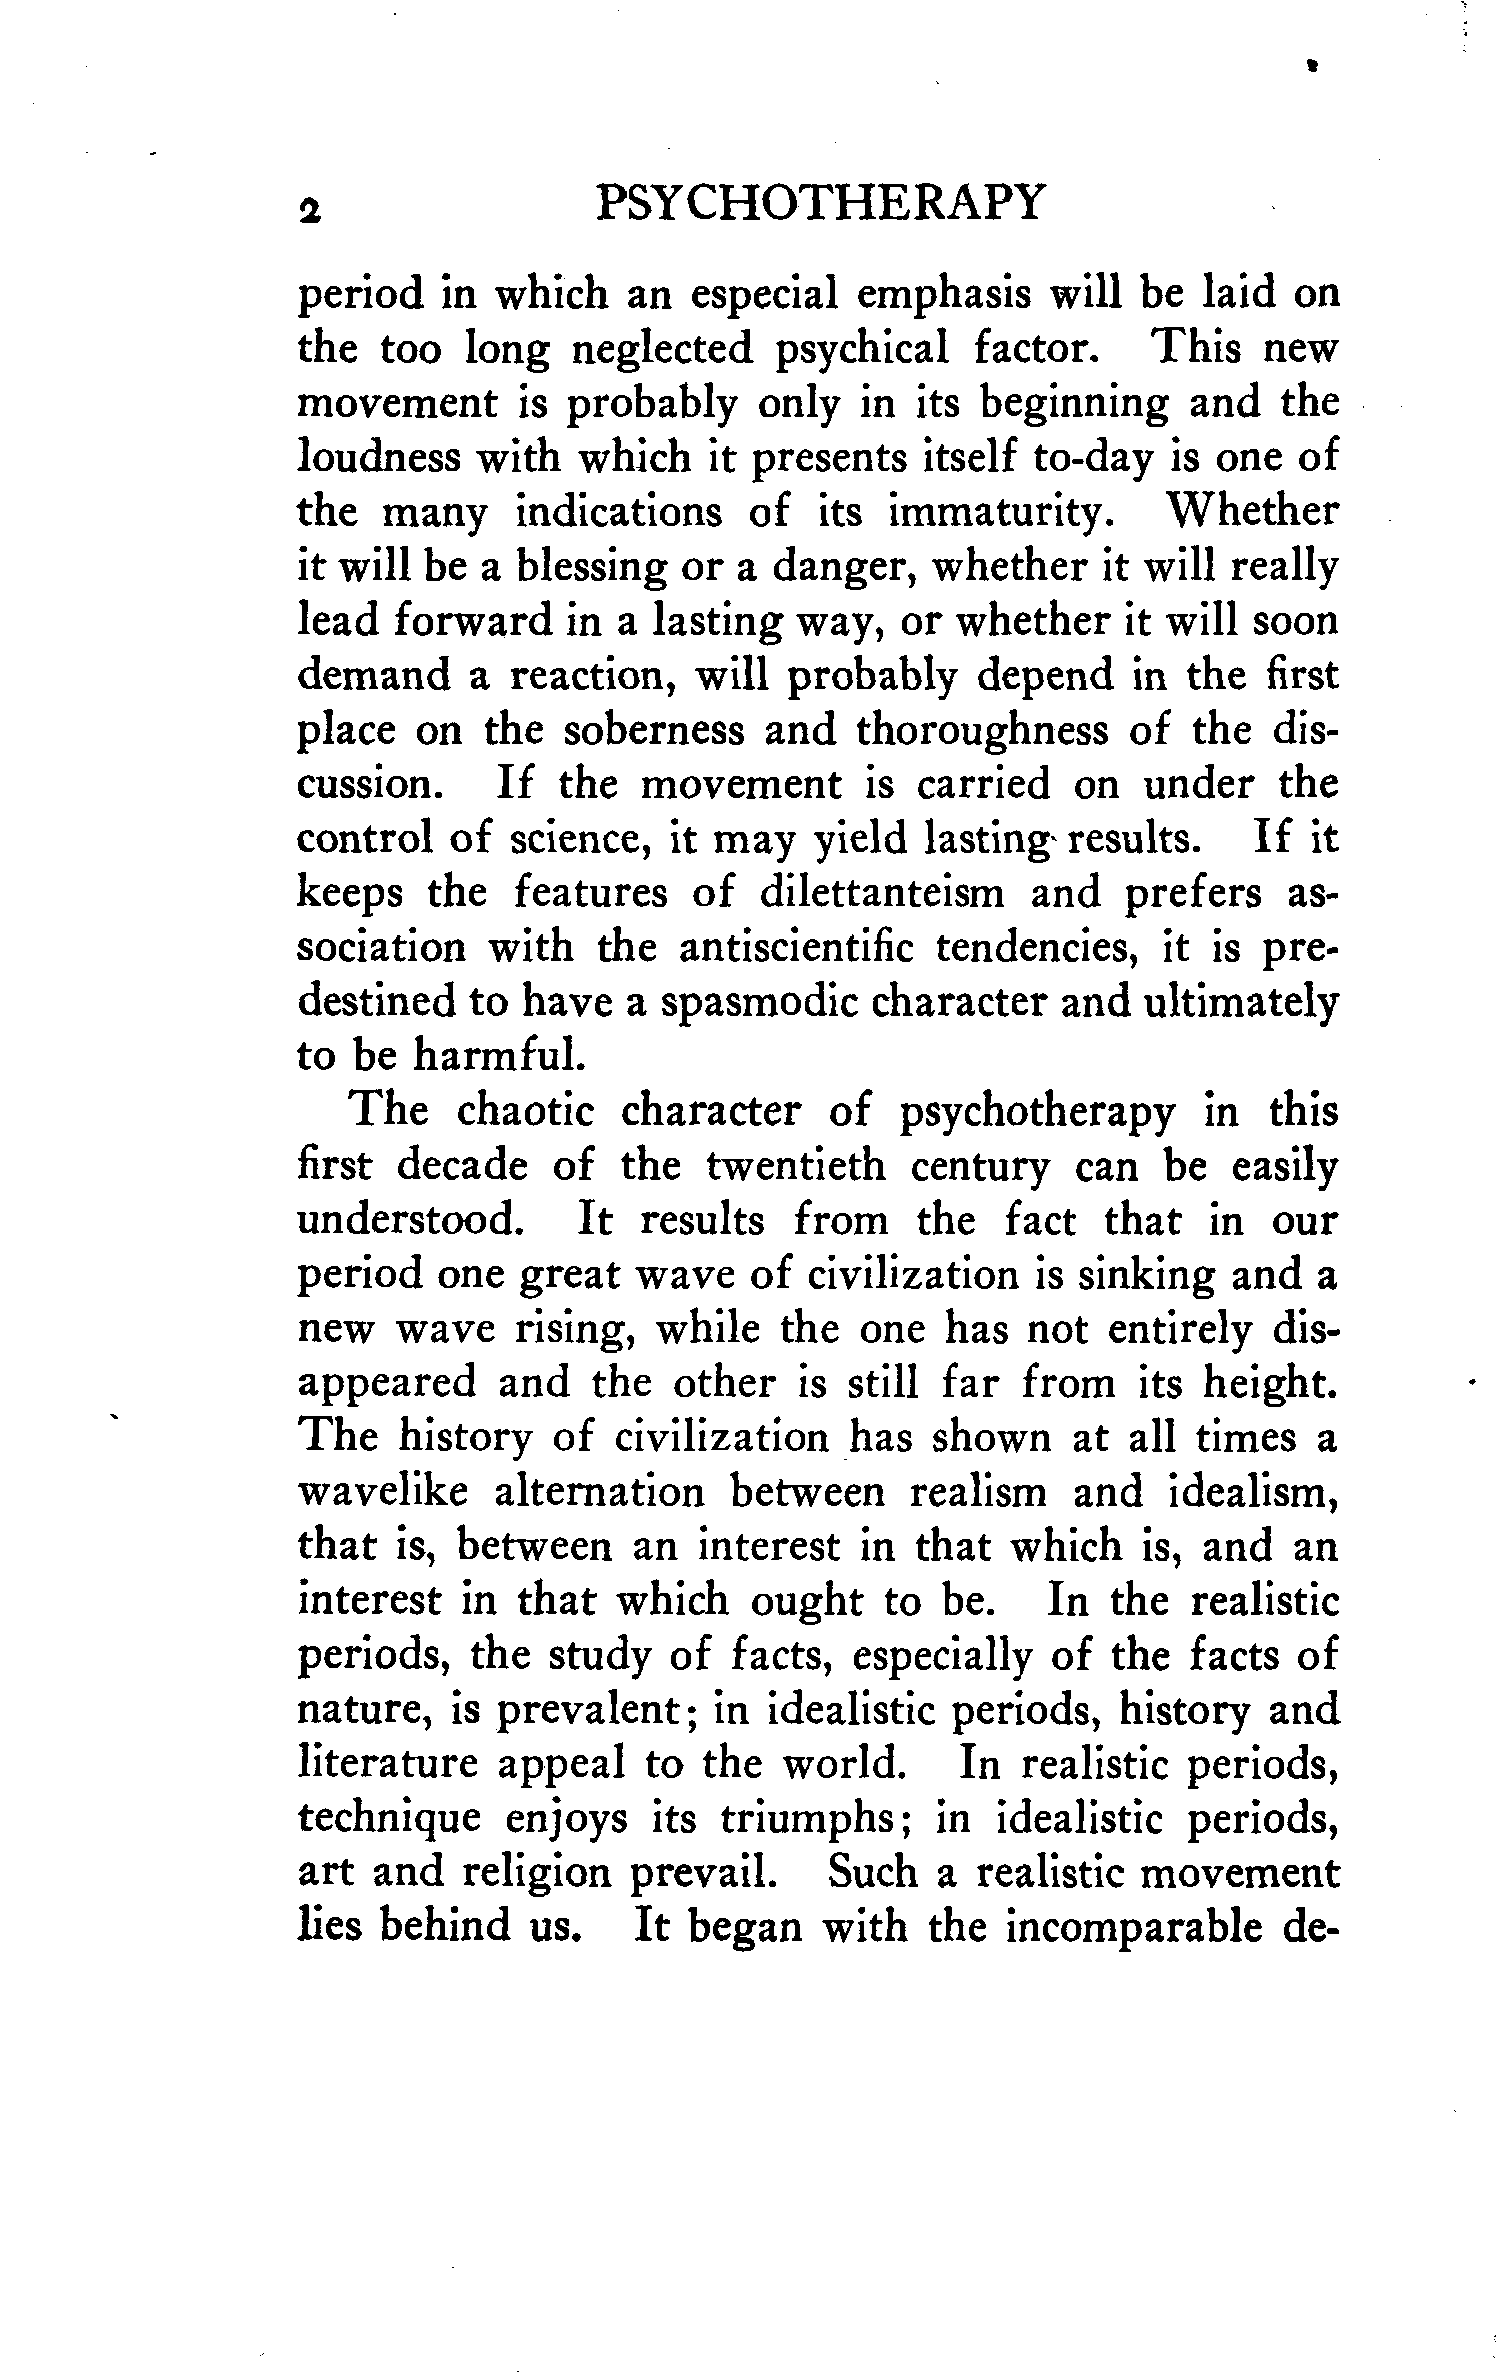 2 PSYCHOTHERAPY
period in which an especial emphasis will be laid on
the too long neglected psychical factor. This new
movement is probably only in its beginning and the
loudness with which it presents itself to-day is one of
the many indications of its immaturity. Whether
it will be a blessing or a danger, whether it will really
lead forward in a lasting way, or whether it will soon
demand a reaction, will probably depend in the first
place on the soberness and thoroughness of the dis-
cussion. If the movement is carried on under the
control of science, it may yield lasting results. If it
keeps the features of dilettanteism and prefers as-
sociation with the antiscientific tendencies, it is pre-
destined to have a spasmodic character and ultimately
to be harmful.
The chaotic character of psychotherapy in this
first decade of the twentieth century can be easily
understood. It results from the fact that in our
period one great wave of civilization is sinking and a
new wave rising, while the one has not entirely dis-
appeared and the other is still far from its height.
The history of civilization has shown at all times a
wavelike alternation between realism and idealism,
that is, between an interest in that which is, and an
interest in that which ought to be. In the realistic
periods, the study of facts, especially of the facts of
nature, is prevalent; in idealistic periods, history and
literature appeal to the world. In realistic periods,
technique enjoys its triumphs; in idealistic periods,
art and religion prevail. Such a realistic movement
lies behind us. It began with the incomparable de-